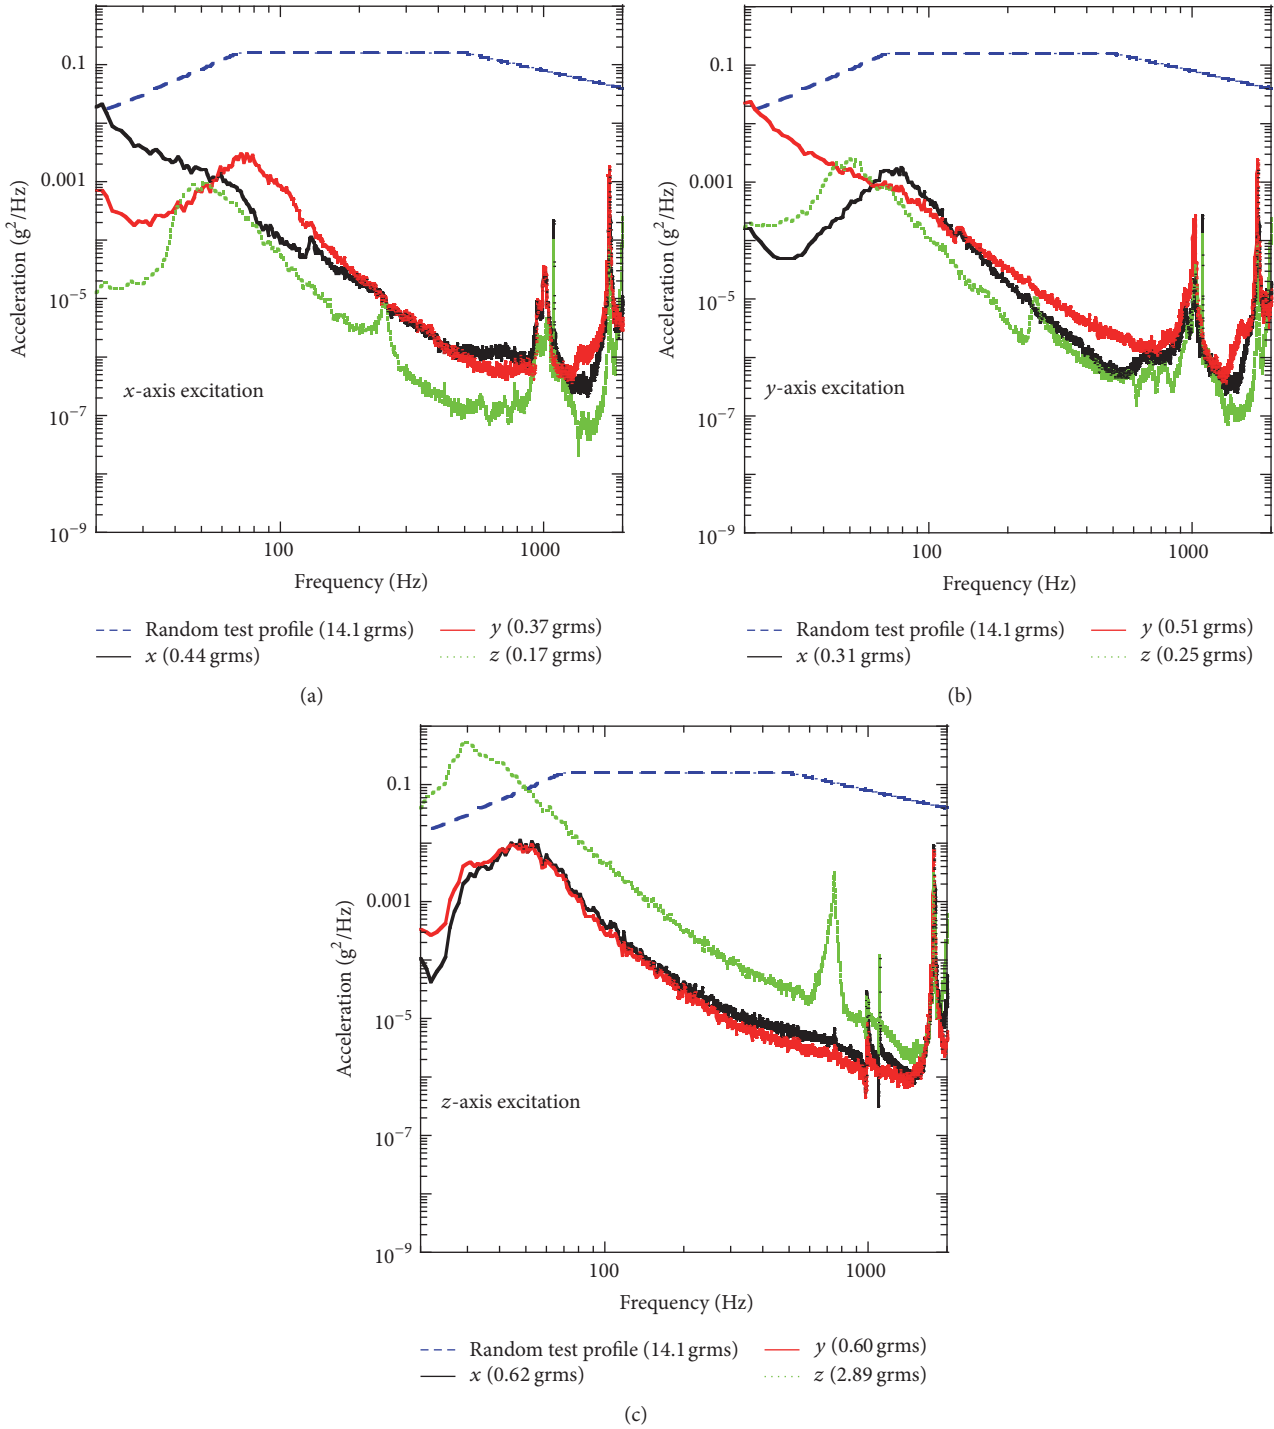 0.1
0.001
10⁻⁵
10⁻⁷
10⁻⁹
Acceleration (g²/Hz)
x-axis excitation
100
1000
Frequency (Hz)
Random test profile (14.1 grms)
x (0.44 grms)
y (0.37 grms)
z (0.17 grms)
(a)
0.1
0.001
10⁻⁵
10⁻⁷
10⁻⁹
Acceleration (g²/Hz)
y-axis excitation
100
1000
Frequency (Hz)
Random test profile (14.1 grms)
x (0.31 grms)
y (0.51 grms)
z (0.25 grms)
(b)
0.1
0.001
10⁻⁵
10⁻⁷
10⁻⁹
Acceleration (g²/Hz)
z-axis excitation
100
1000
Frequency (Hz)
Random test profile (14.1 grms)
x (0.62 grms)
y (0.60 grms)
z (2.89 grms)
(c)